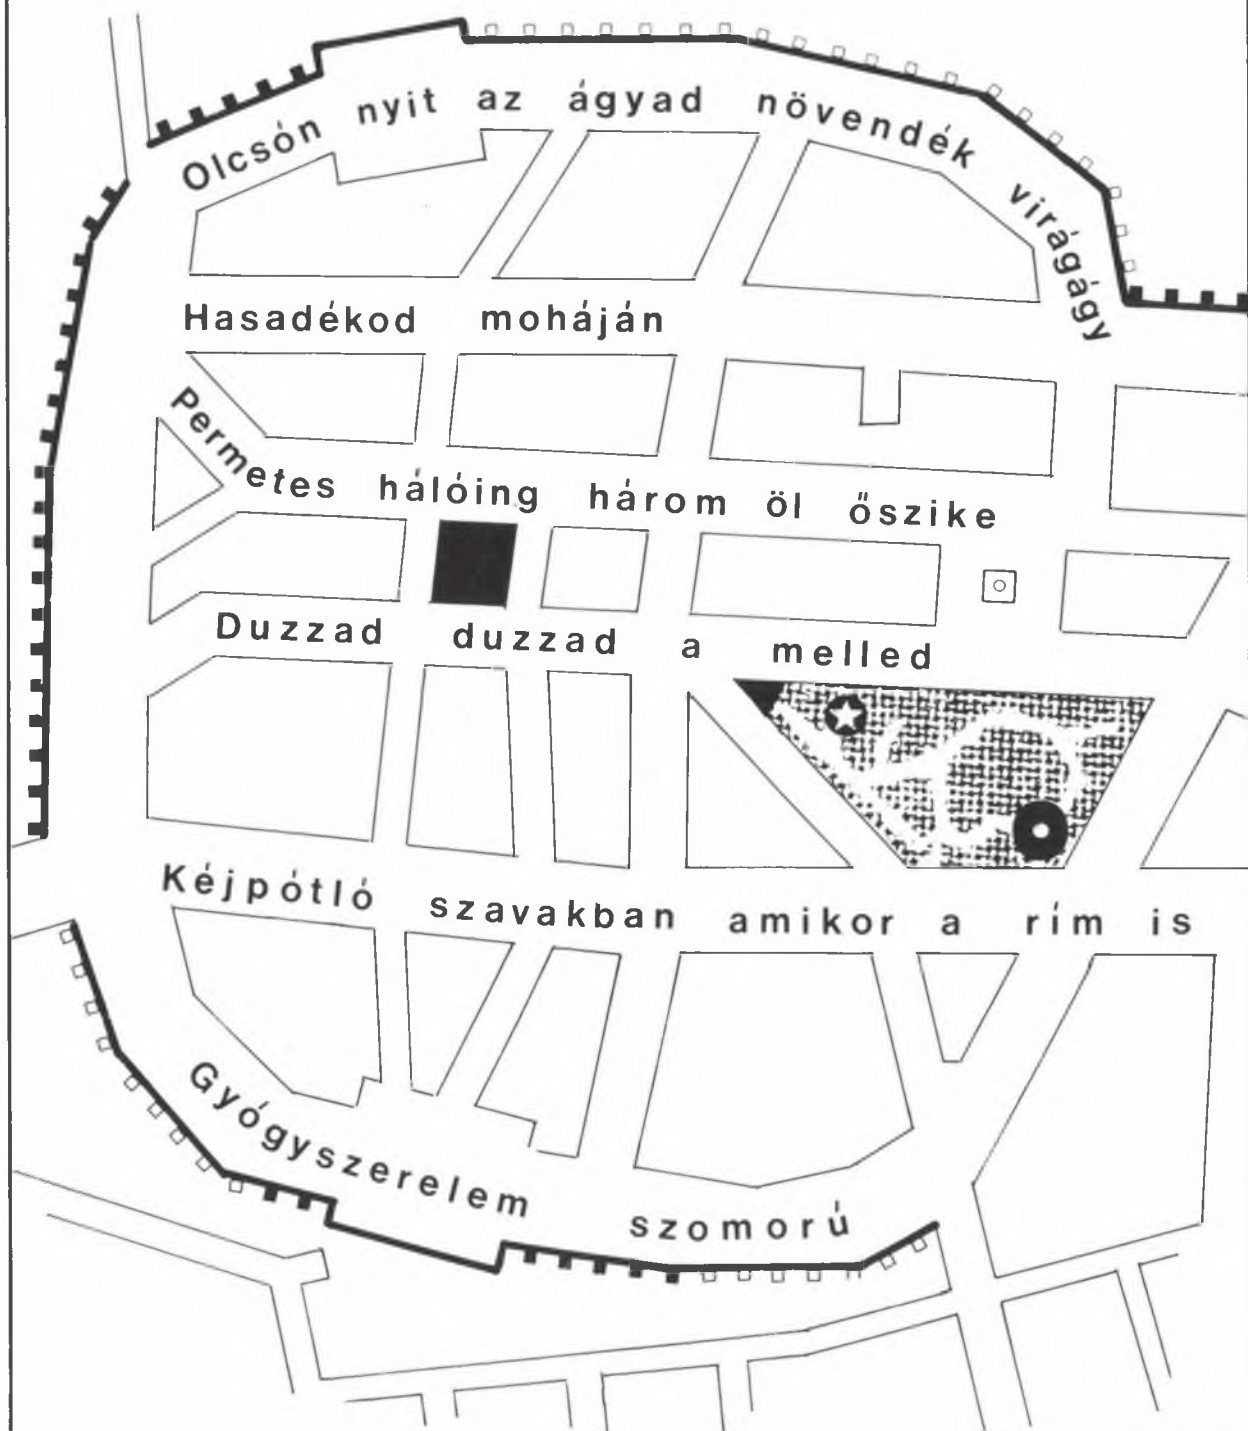 Olcsón nyit az ágyad növendék virágágy
Hasadékod moháján
Permetes hálóing három öl őszike
Duzzad duzzad a melled
Kéjpótló szavakban amikor a rím is
Gyógyszerelem szomorú